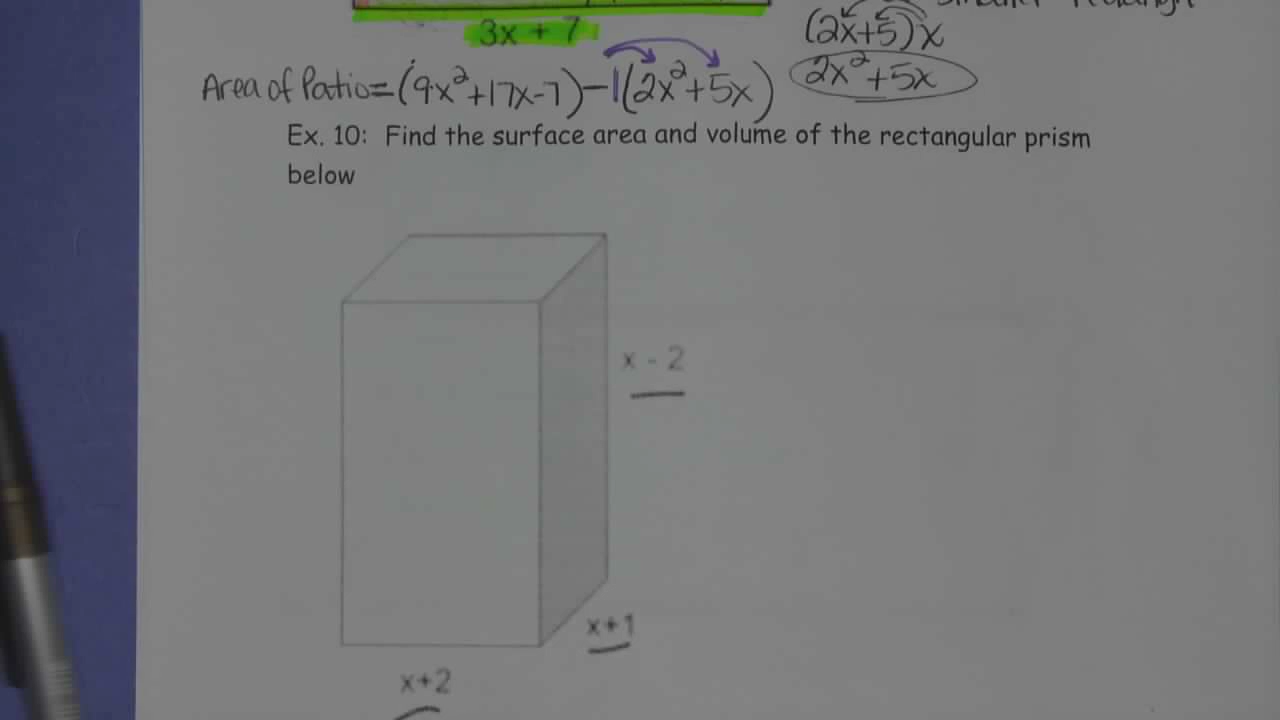 3x + 7
(2x+5)x
Area of Patio=(9x²+17x-7)-1(2x²+5x)
2x²+5x
Ex. 10: Find the surface area and volume of the rectangular prism
below
x - 2
x+1
x+2